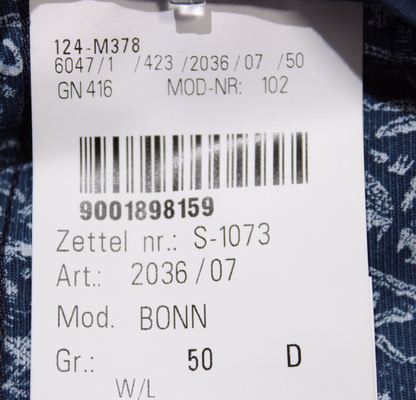 124-M378
6047/1 /423 /2036 /07 /50
GN 416 MOD-NR: 102
9001898159
Zettel nr.: S-1073
Art.: 2036/07
Mod. BONN
Gr.: 50 D
W/L